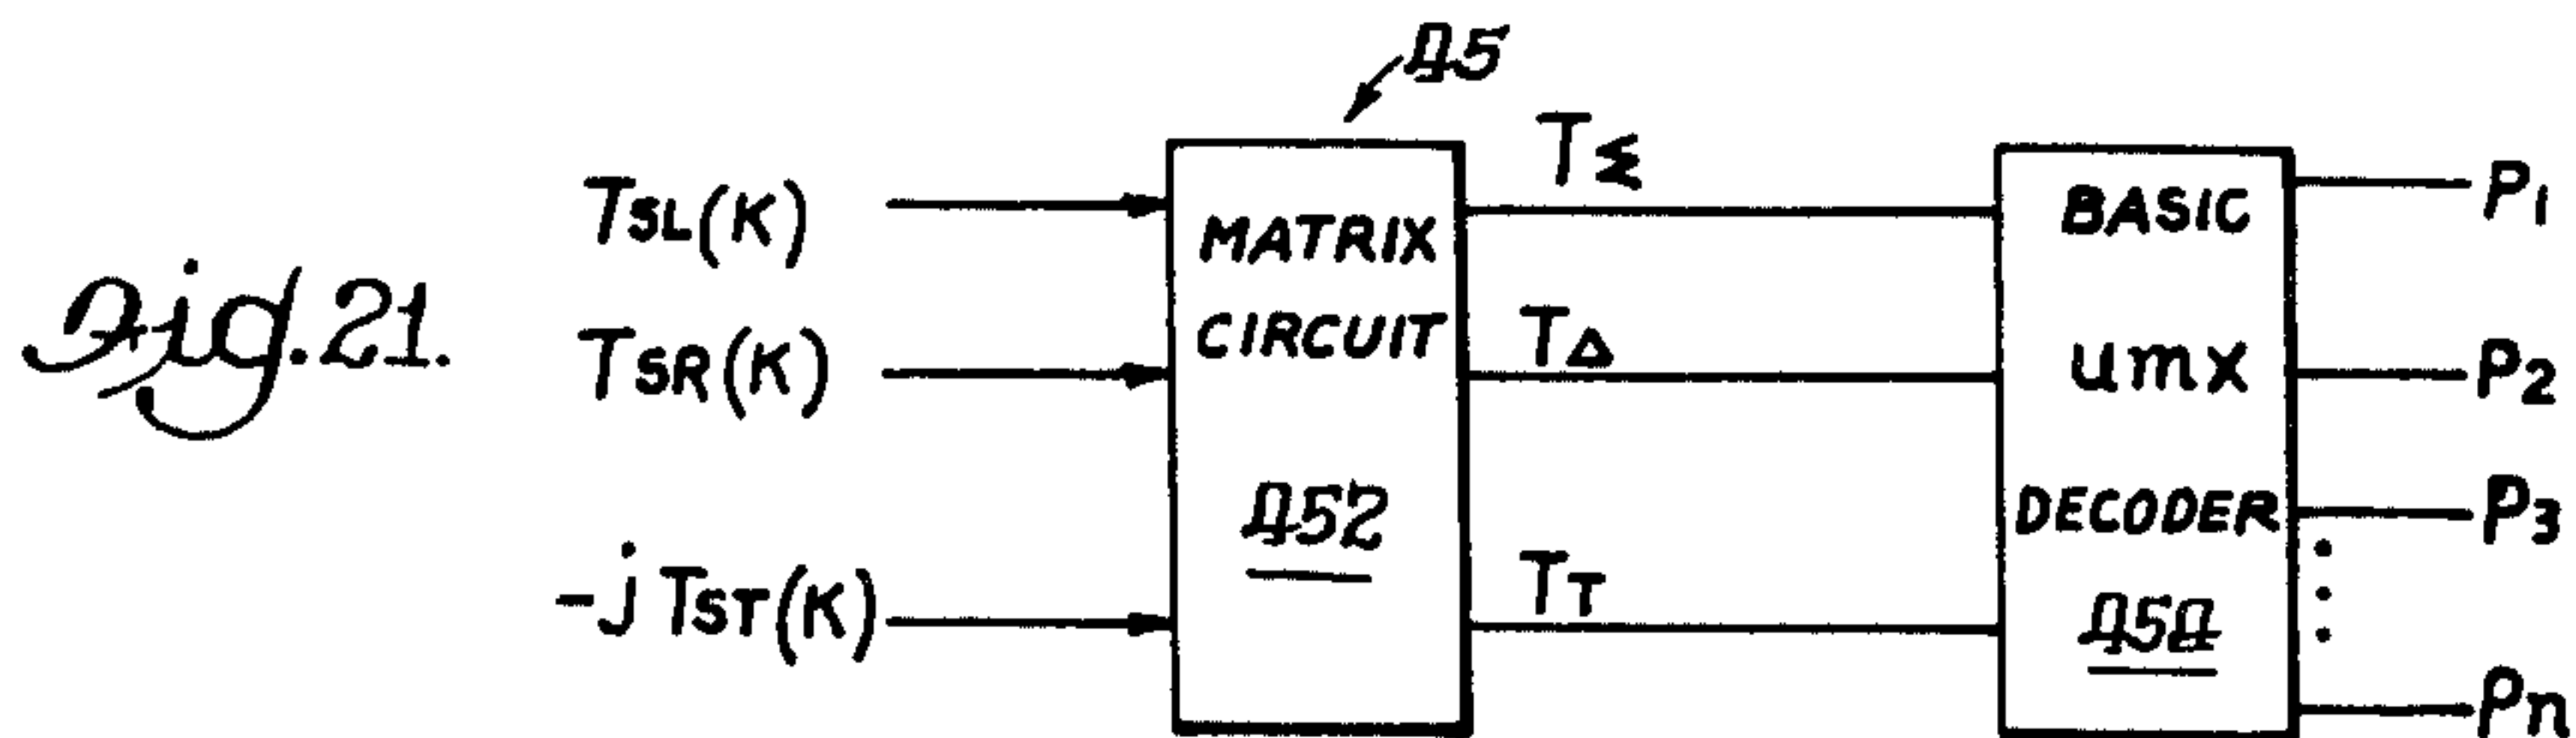 Fig. 21.
45
TSL(K)
TSR(K)
-j TST(K)
MATRIX
CIRCUIT
452
TΣ
TΔ
TT
BASIC
UMX
DECODER
454
P1
P2
P3
Pn